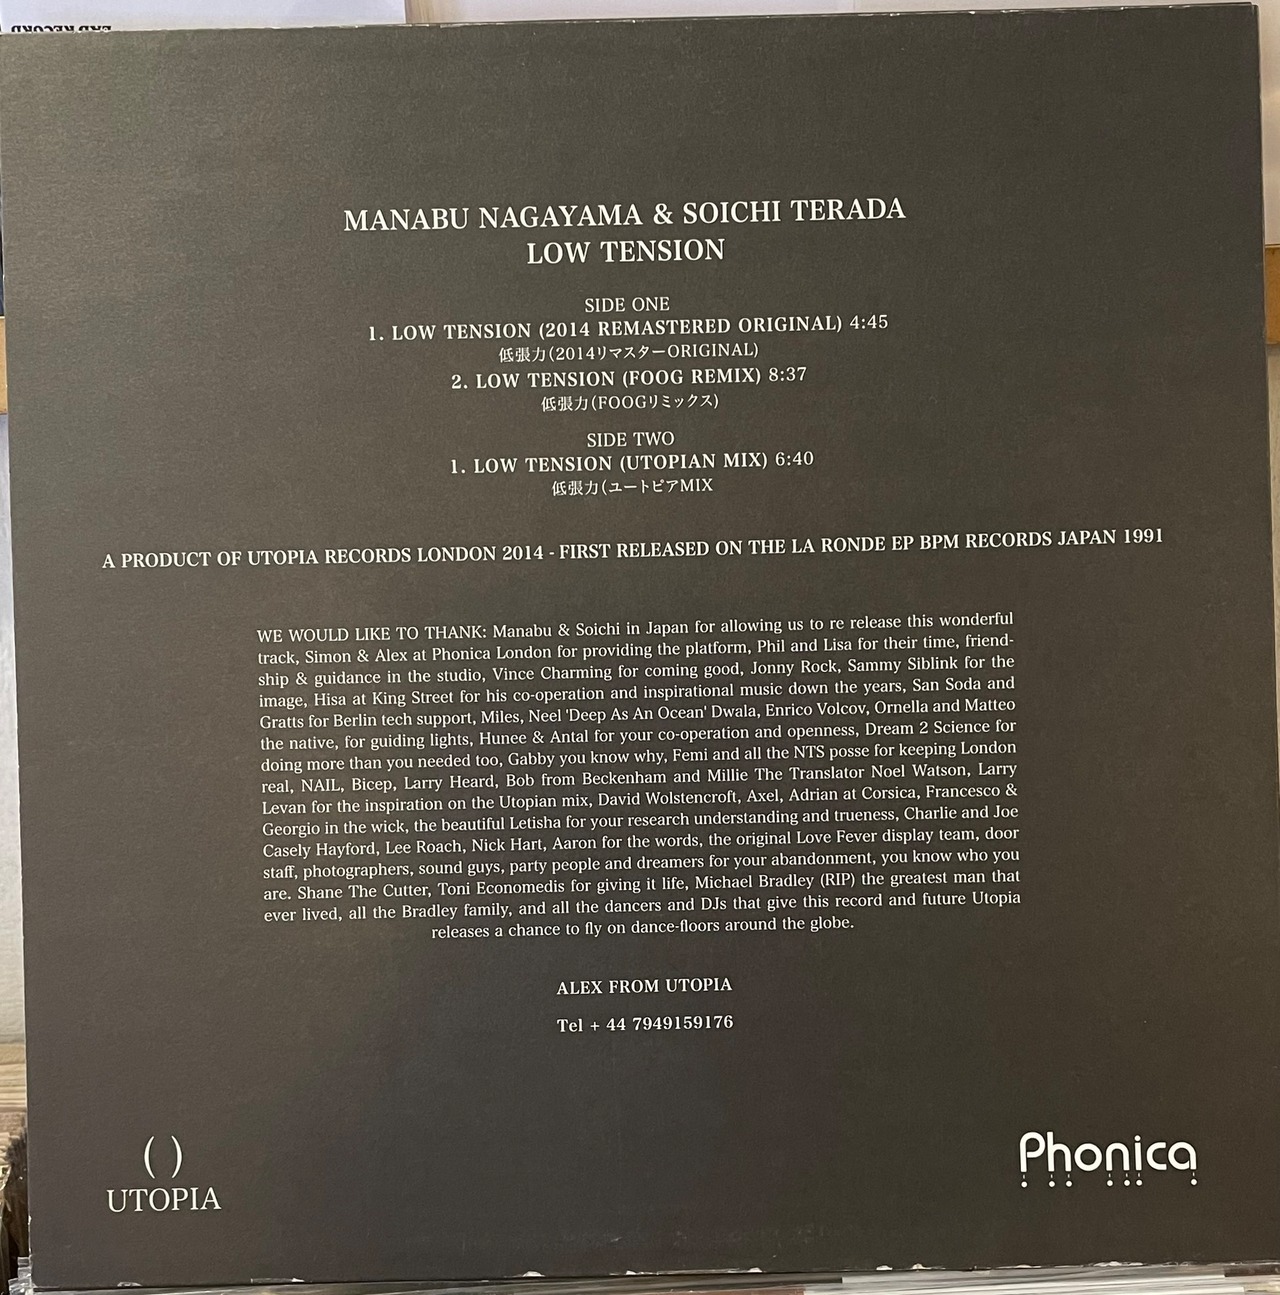 END RECORD
MANABU NAGAYAMA & SOICHI TERADA
LOW TENSION
SIDE ONE
1. LOW TENSION (2014 REMASTERED ORIGINAL) 4:45
低張力(2014リマスターORIGINAL)
2. LOW TENSION (FOOG REMIX) 8:37
低張力(FOOGリミックス)
SIDE TWO
1. LOW TENSION (UTOPIAN MIX) 6:40
低張力(ユートピアMIX
A PRODUCT OF UTOPIA RECORDS LONDON 2014 - FIRST RELEASED ON THE LA RONDE EP BPM RECORDS JAPAN 1991
WE WOULD LIKE TO THANK: Manabu & Soichi in Japan for allowing us to re release this wonderful
track, Simon & Alex at Phonica London for providing the platform, Phil and Lisa for their time, friend-
ship & guidance in the studio, Vince Charming for coming good, Jonny Rock, Sammy Siblink for the
image, Hisa at King Street for his co-operation and inspirational music down the years, San Soda and
Gratts for Berlin tech support, Miles, Neel 'Deep As An Ocean' Dwala, Enrico Volcov, Ornella and Matteo
the native, for guiding lights, Hunee & Antal for your co-operation and openness, Dream 2 Science for
doing more than you needed too, Gabby you know why, Femi and all the NTS posse for keeping London
real, NAIL, Bicep, Larry Heard, Bob from Beckenham and Millie The Translator Noel Watson, Larry
Levan for the inspiration on the Utopian mix, David Wolstencroft, Axel, Adrian at Corsica, Francesco &
Georgio in the wick, the beautiful Letisha for your research understanding and trueness, Charlie and Joe
Casely Hayford, Lee Roach, Nick Hart, Aaron for the words, the original Love Fever display team, door
staff, photographers, sound guys, party people and dreamers for your abandonment, you know who you
are. Shane The Cutter, Toni Economedis for giving it life, Michael Bradley (RIP) the greatest man that
ever lived, all the Bradley family, and all the dancers and DJs that give this record and future Utopia
releases a chance to fly on dance-floors around the globe.
ALEX FROM UTOPIA
Tel + 44 7949159176
( )
UTOPIA
Phonica